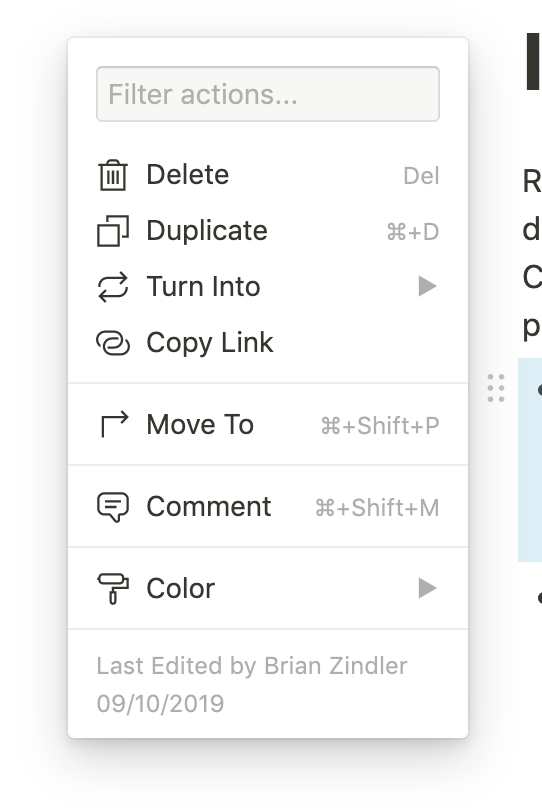 Filter actions...
Delete Del
Duplicate ⌘+D
Turn Into ▶
Copy Link
Move To ⌘+Shift+P
Comment ⌘+Shift+M
Color ▶
Last Edited by Brian Zindler
09/10/2019
R
d
C
p